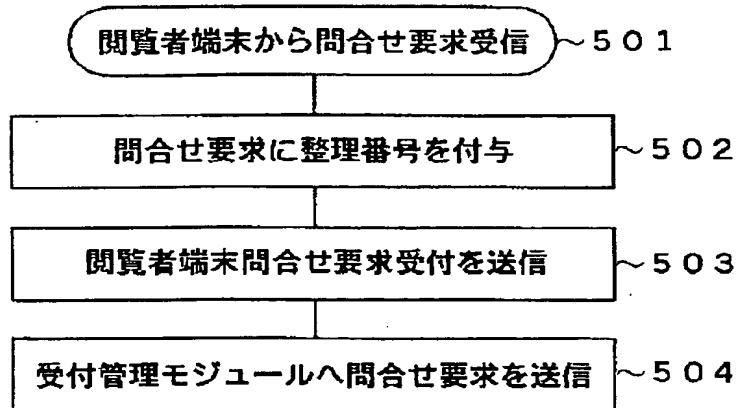 閲覧者端末から問合せ要求受信 ~501
問合せ要求に整理番号を付与 ~502
閲覧者端末問合せ要求受付を送信 ~503
受付管理モジュールへ問合せ要求を送信 ~504